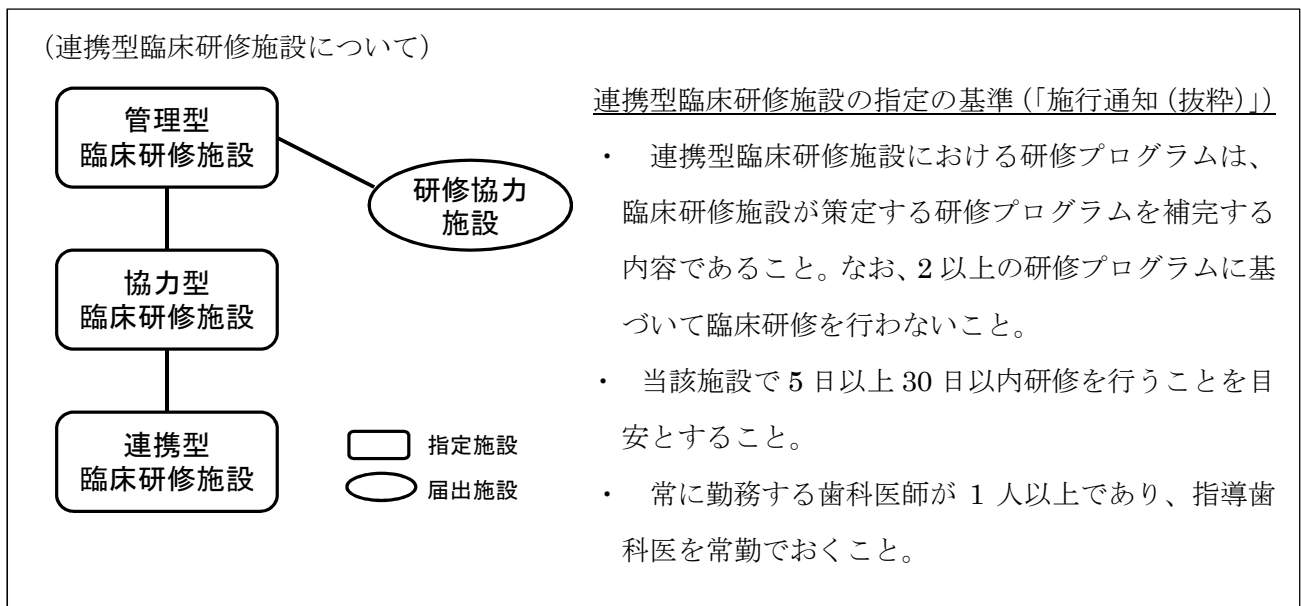 (連携型臨床研修施設について)
管理型
臨床研修施設
研修協力
施設
協力型
臨床研修施設
連携型
臨床研修施設
指定施設
届出施設
連携型臨床研修施設の指定の基準(「施行通知(抜粋)」)
・ 連携型臨床研修施設における研修プログラムは、
臨床研修施設が策定する研修プログラムを補完する
内容であること。なお、2以上の研修プログラムに基
づいて臨床研修を行わないこと。
・ 当該施設で5日以上30日以内研修を行うことを目
安とすること。
・ 常に勤務する歯科医師が1人以上であり、指導歯
科医を常勤でおくこと。